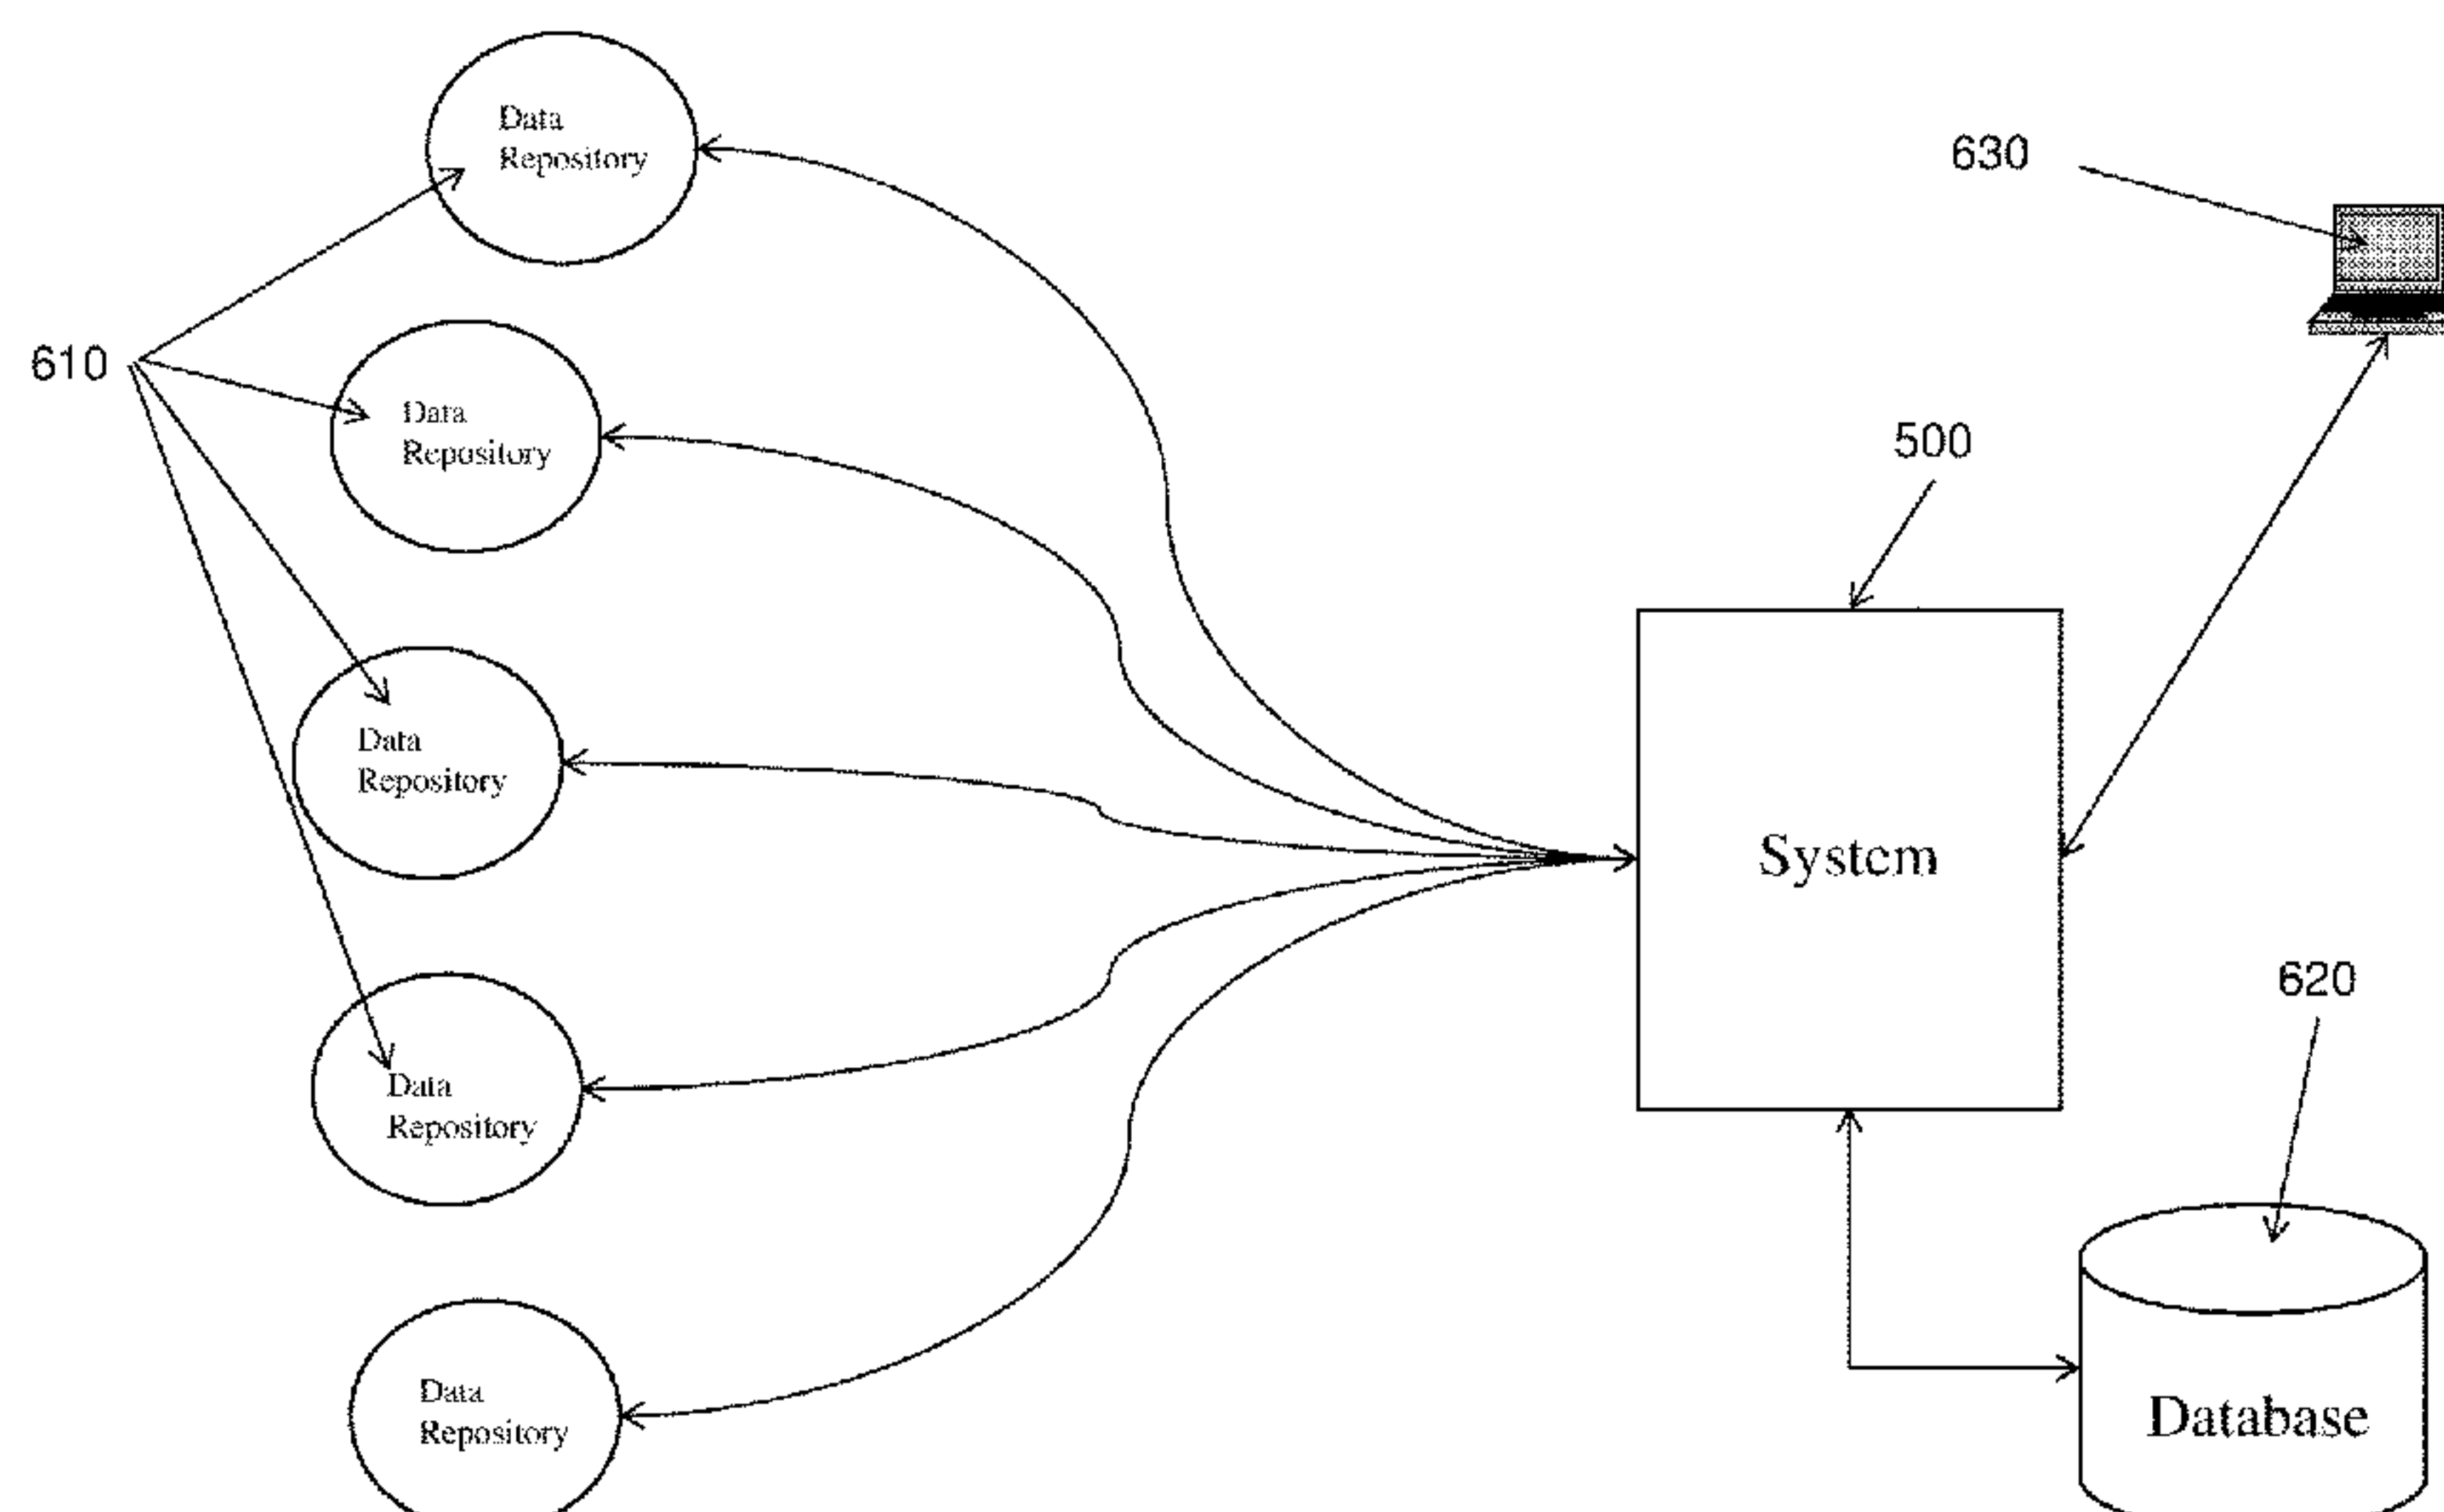 Data
Repository
630
610
Data
Repository
500
Data
Repository
System
620
Data
Repository
Data
Repository
Database